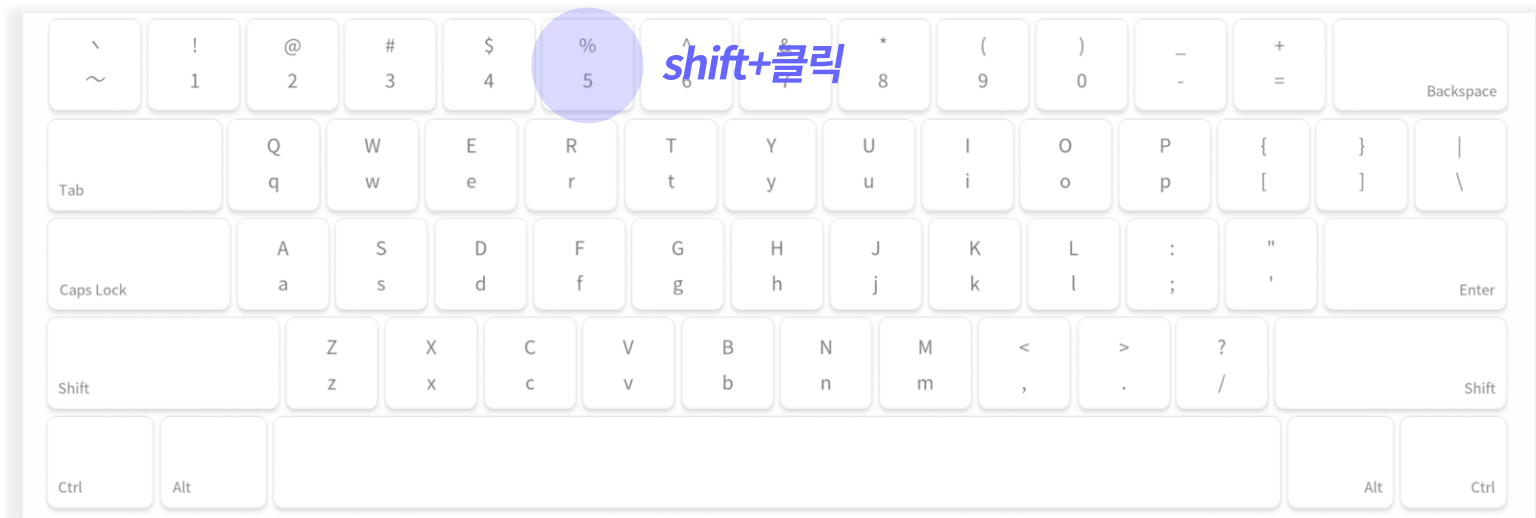 ` ! @ # $ % ^ & * ( ) _ +
~ 1 2 3 4 5 6 7 8 9 0 - = Backspace
shift+클릭
Q W E R T Y U I O P { } |
Tab q w e r t y u i o p [ ] \
A S D F G H J K L : "
Caps Lock a s d f g h j k l ; ' Enter
Z X C V B N M < > ?
Shift z x c v b n m , . / Shift
Ctrl Alt Alt Ctrl